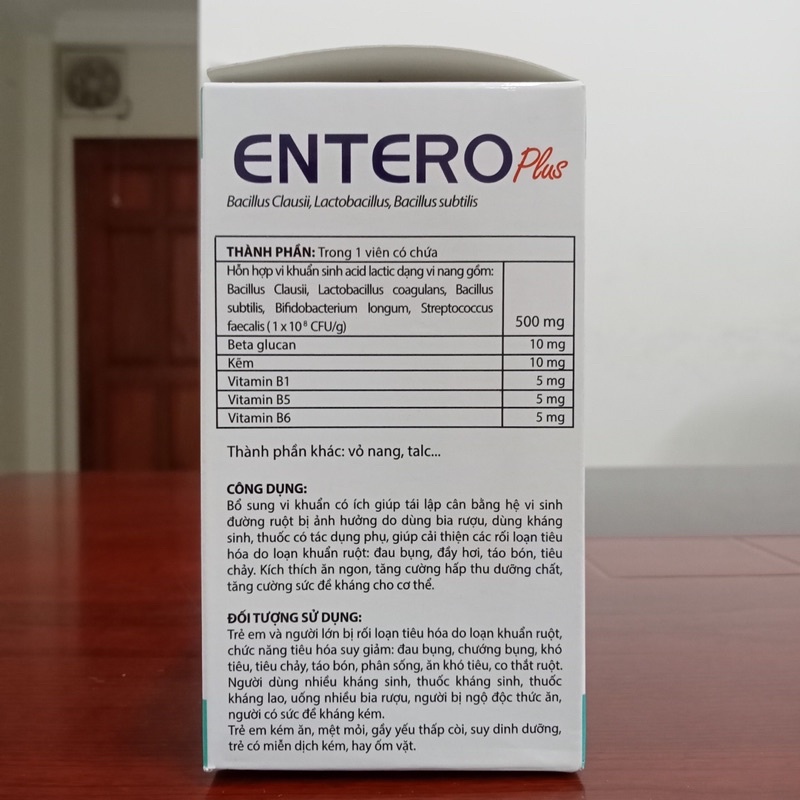 ENTERO Plus
Bacillus Clausii, Lactobacillus, Bacillus subtilis
THÀNH PHẦN: Trong 1 viên có chứa
Hỗn hợp vi khuẩn sinh acid lactic dạng vi nang gồm:
Bacillus Clausii, Lactobacillus coagulans, Bacillus
subtilis, Bifidobacterium longum, Streptococcus
faecalis ( 1 x 10⁸ CFU/g) 500 mg
Beta glucan 10 mg
Kẽm 10 mg
Vitamin B1 5 mg
Vitamin B5 5 mg
Vitamin B6 5 mg
Thành phần khác: vỏ nang, talc...
CÔNG DỤNG:
Bổ sung vi khuẩn có ích giúp tái lập cân bằng hệ vi sinh
đường ruột bị ảnh hưởng do dùng bia rượu, dùng kháng
sinh, thuốc có tác dụng phụ, giúp cải thiện các rối loạn tiêu
hóa do loạn khuẩn ruột: đau bụng, đầy hơi, táo bón, tiêu
chảy. Kích thích ăn ngon, tăng cường hấp thu dưỡng chất,
tăng cường sức đề kháng cho cơ thể.
ĐỐI TƯỢNG SỬ DỤNG:
Trẻ em và người lớn bị rối loạn tiêu hóa do loạn khuẩn ruột,
chức năng tiêu hóa suy giảm: đau bụng, chướng bụng, khó
tiêu, tiêu chảy, táo bón, phân sống, ăn khó tiêu, co thắt ruột.
Người dùng nhiều kháng sinh, thuốc kháng sinh, thuốc
kháng lao, uống nhiều bia rượu, người bị ngộ độc thức ăn,
người có sức đề kháng kém.
Trẻ em kém ăn, mệt mỏi, gầy yếu thấp còi, suy dinh dưỡng,
trẻ có miễn dịch kém, hay ốm vặt.